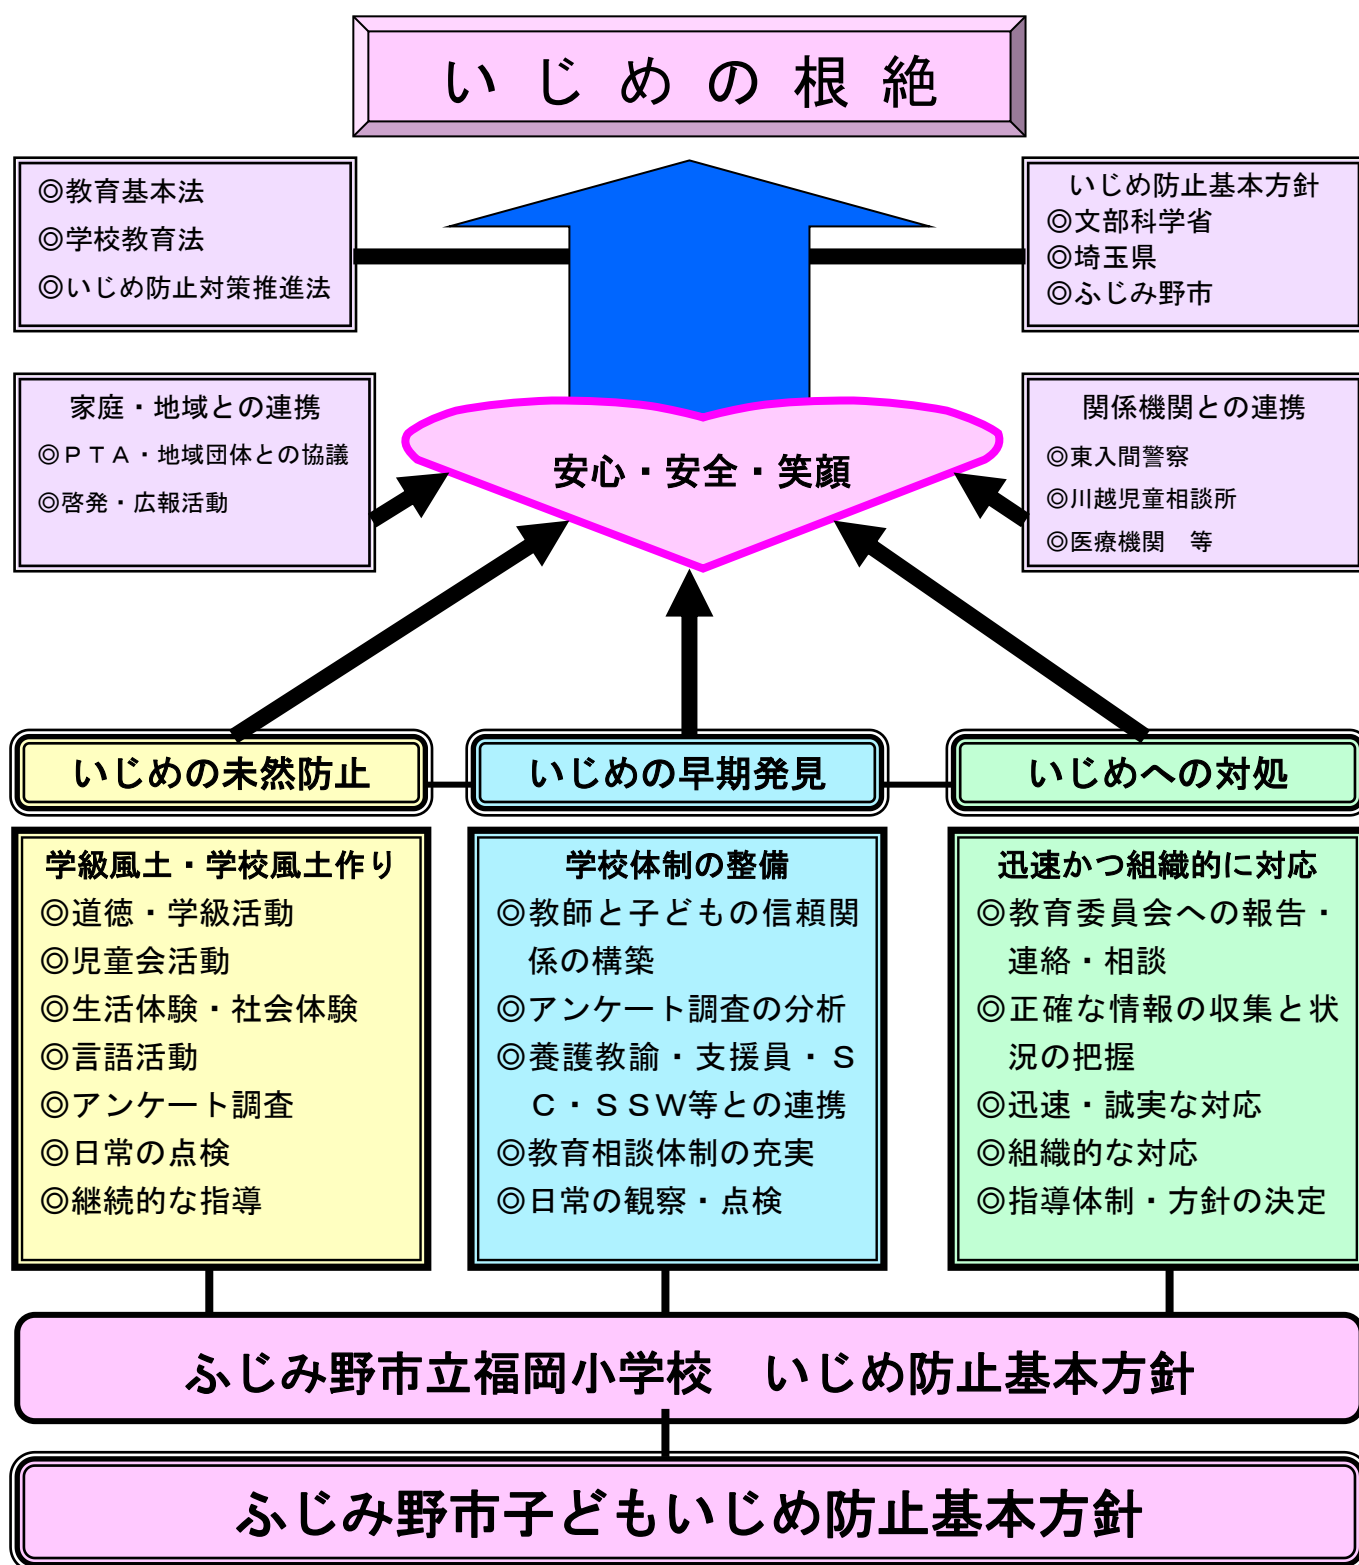 いじめの根絶
◎教育基本法
◎学校教育法
◎いじめ防止対策推進法
いじめ防止基本方針
◎文部科学省
◎埼玉県
◎ふじみ野市
家庭・地域との連携
◎ＰＴＡ・地域団体との協議
◎啓発・広報活動
安心・安全・笑顔
関係機関との連携
◎東入間警察
◎川越児童相談所
◎医療機関　等
いじめの未然防止
学級風土・学校風土作り
◎道徳・学級活動
◎児童会活動
◎生活体験・社会体験
◎言語活動
◎アンケート調査
◎日常の点検
◎継続的な指導
いじめの早期発見
学校体制の整備
◎教師と子どもの信頼関
係の構築
◎アンケート調査の分析
◎養護教諭・支援員・Ｓ
Ｃ・ＳＳＷ等との連携
◎教育相談体制の充実
◎日常の観察・点検
いじめへの対処
迅速かつ組織的に対応
◎教育委員会への報告・
連絡・相談
◎正確な情報の収集と状
況の把握
◎迅速・誠実な対応
◎組織的な対応
◎指導体制・方針の決定
ふじみ野市立福岡小学校　いじめ防止基本方針
ふじみ野市子どもいじめ防止基本方針